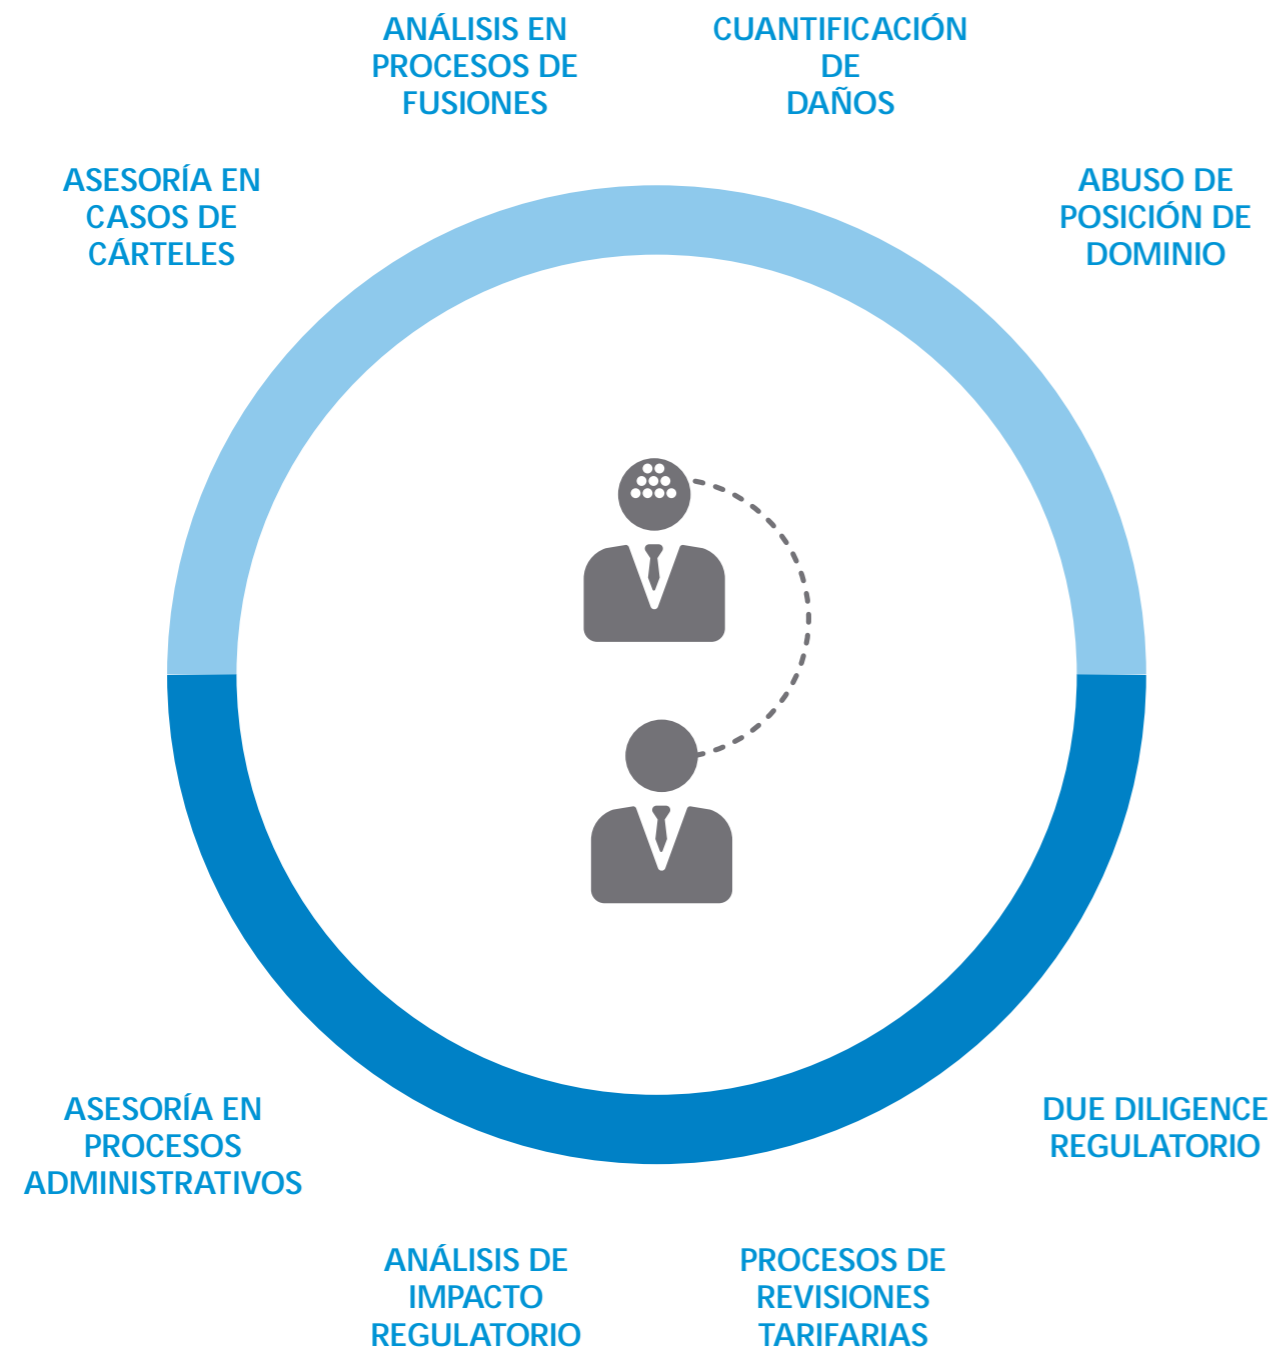 ANÁLISIS EN
PROCESOS DE
FUSIONES
CUANTIFICACIÓN
DE
DAÑOS
ASESORÍA EN
CASOS DE
CÁRTELES
ABUSO DE
POSICIÓN DE
DOMINIO
ASESORÍA EN
PROCESOS
ADMINISTRATIVOS
DUE DILIGENCE
REGULATORIO
ANÁLISIS DE
IMPACTO
REGULATORIO
PROCESOS DE
REVISIONES
TARIFARIAS